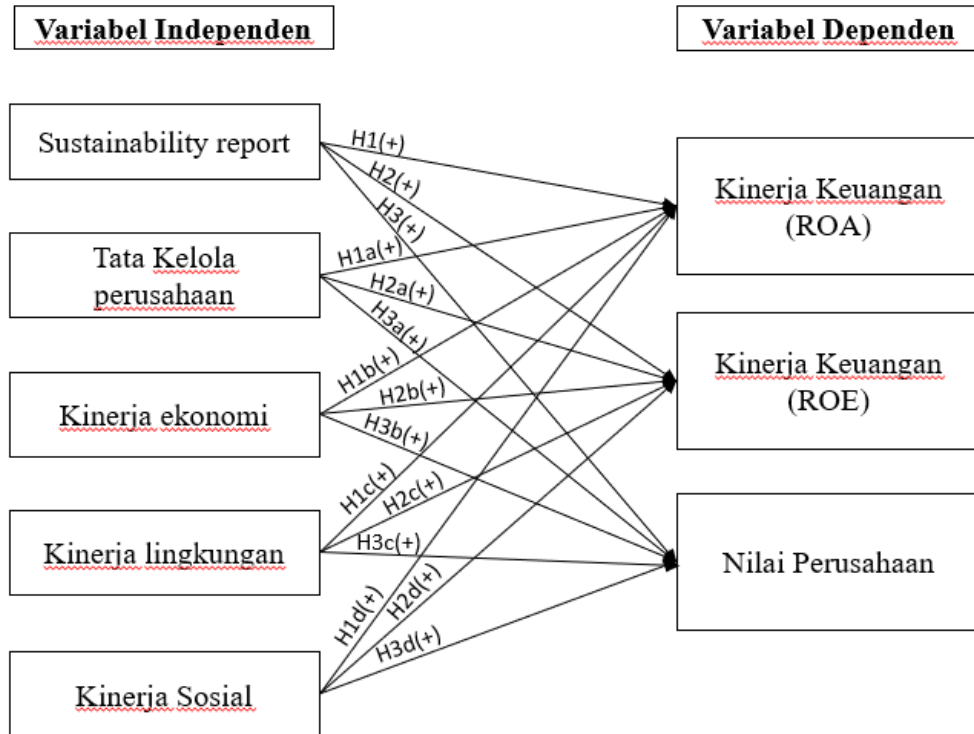 Variabel Independen
Variabel Dependen
Sustainability report
H1(+)
H2(+)
H3(+)
Kinerja Keuangan
(ROA)
Tata Kelola
perusahaan
H1a(+)
H2a(+)
H3a(+)
Kinerja Keuangan
(ROE)
Kinerja ekonomi
H1b(+)
H2b(+)
H3b(+)
Kinerja lingkungan
H1c(+)
H2c(+)
H3c(+)
Nilai Perusahaan
Kinerja Sosial
H1d(+)
H2d(+)
H3d(+)